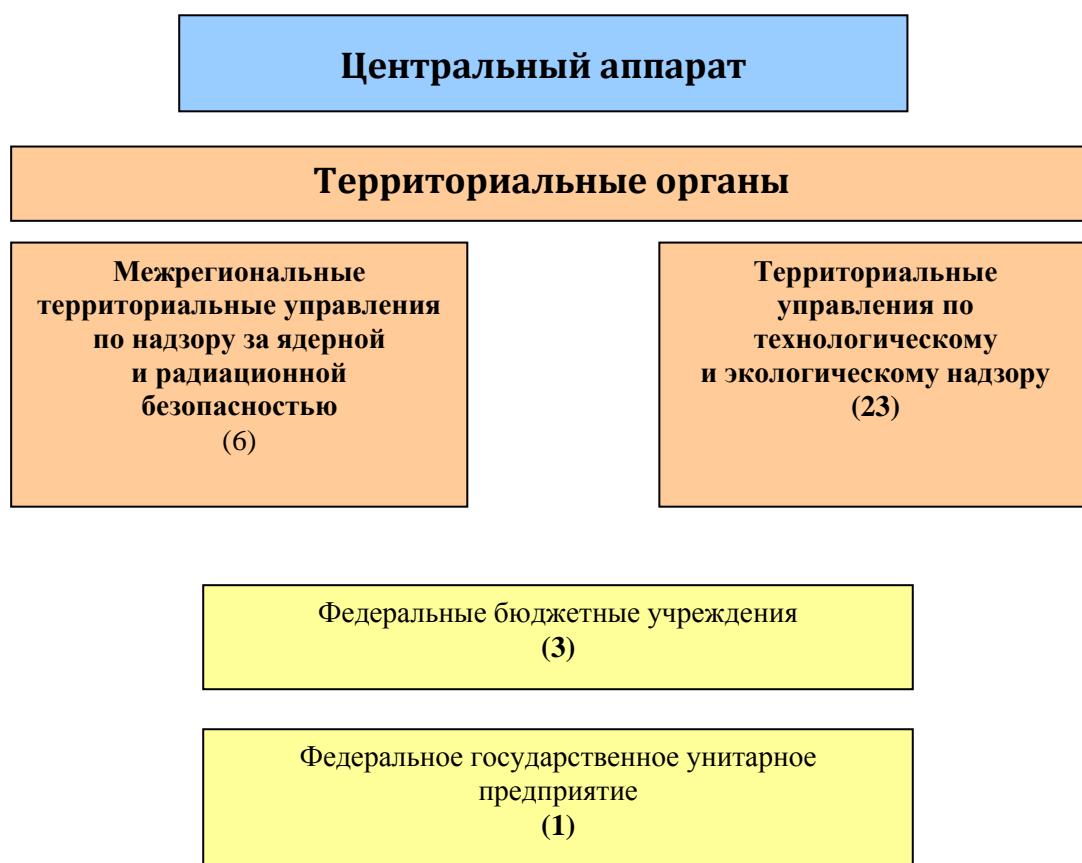 Центральный аппарат
Территориальные органы
Межрегиональные
территориальные управления
по надзору за ядерной
и радиационной
безопасностью
(6)
Территориальные
управления по
технологическому
и экологическому надзору
(23)
Федеральные бюджетные учреждения
(3)
Федеральное государственное унитарное
предприятие
(1)